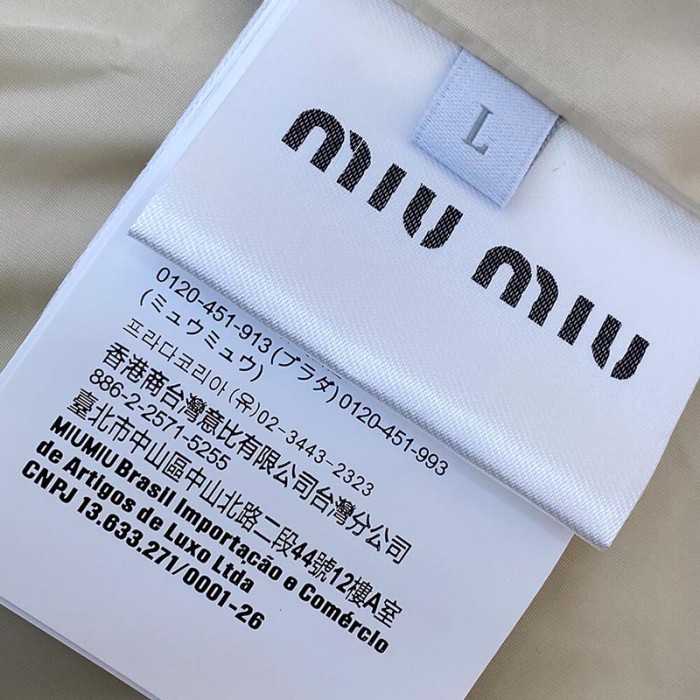 L
MIU MIU
0120-451-913 (プラダ) 0120-451-993
(ミュウミュウ)
프라다코리아 (유) 02-3443-2323
香港商台灣意比有限公司台灣分公司
886-2-2571-5255
臺北市中山區中山北路二段44號12樓A室
MIUMIU Brasil Importacão e Comércio
de Artigos de Luxo Ltda
CNPJ 13.633.271/0001-26